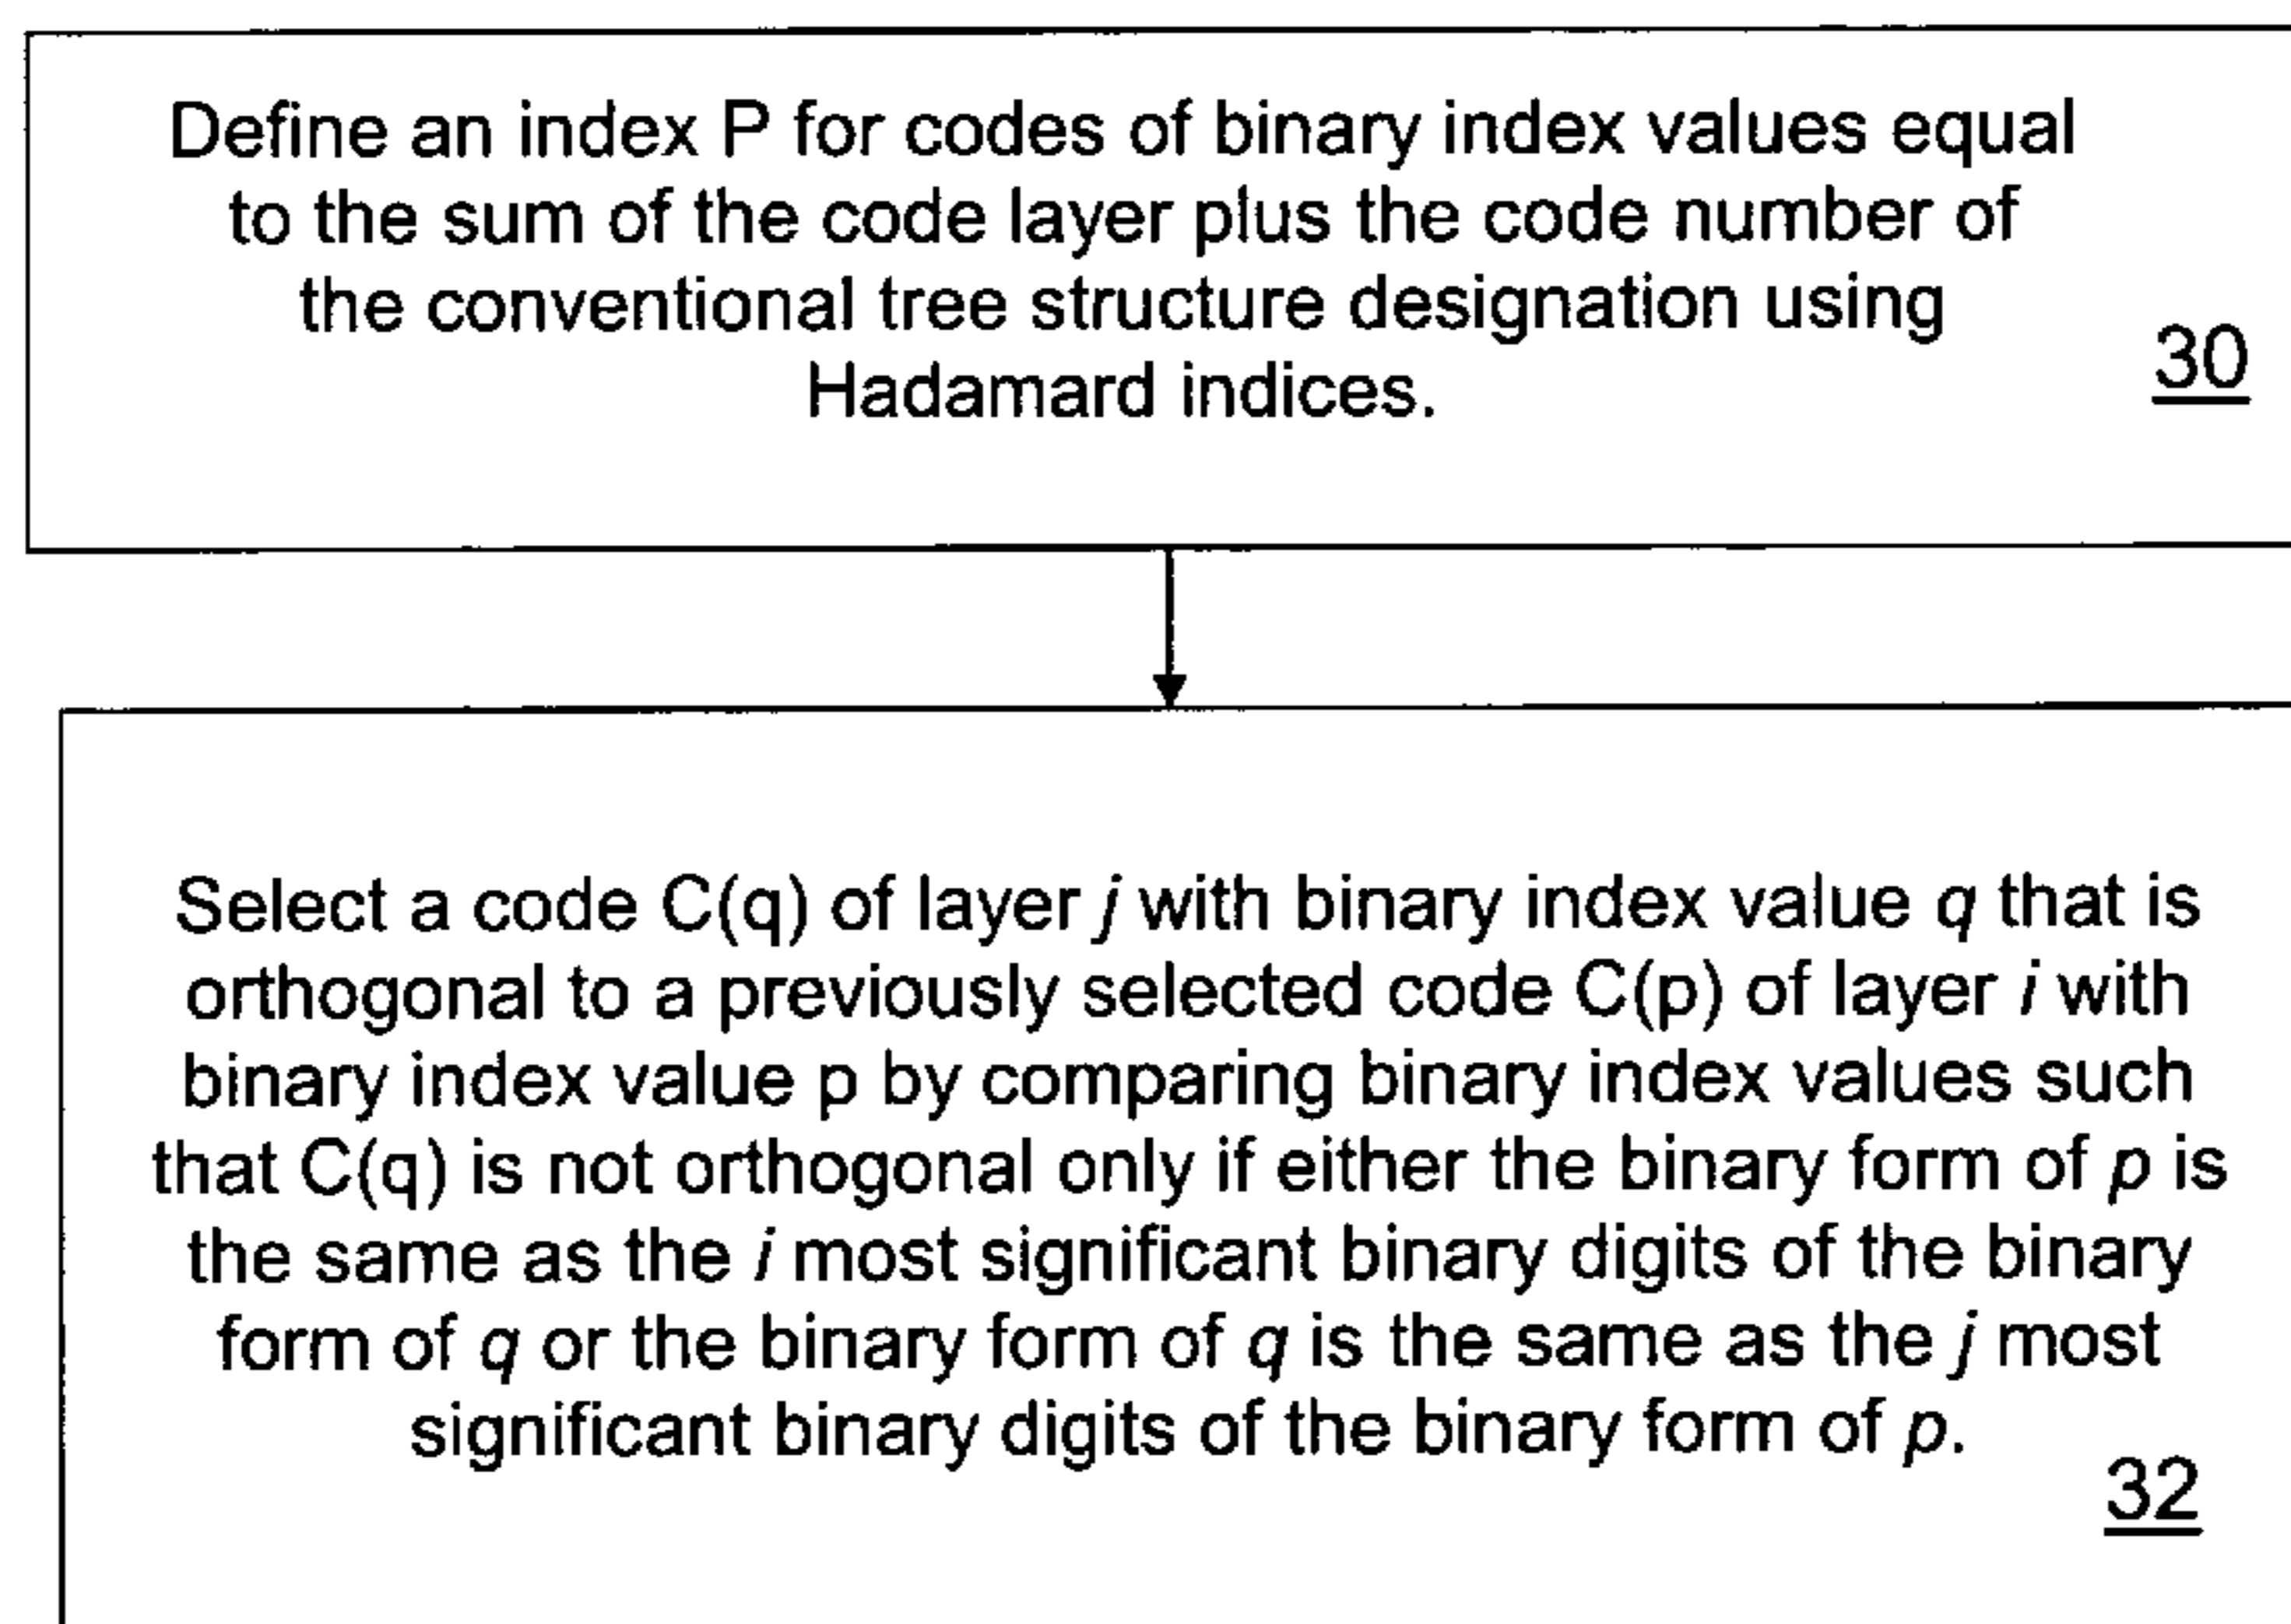 Define an index P for codes of binary index values equal
to the sum of the code layer plus the code number of
the conventional tree structure designation using
Hadamard indices.
30
Select a code C(q) of layer j with binary index value q that is
orthogonal to a previously selected code C(p) of layer i with
binary index value p by comparing binary index values such
that C(q) is not orthogonal only if either the binary form of p is
the same as the i most significant binary digits of the binary
form of q or the binary form of q is the same as the j most
significant binary digits of the binary form of p.
32